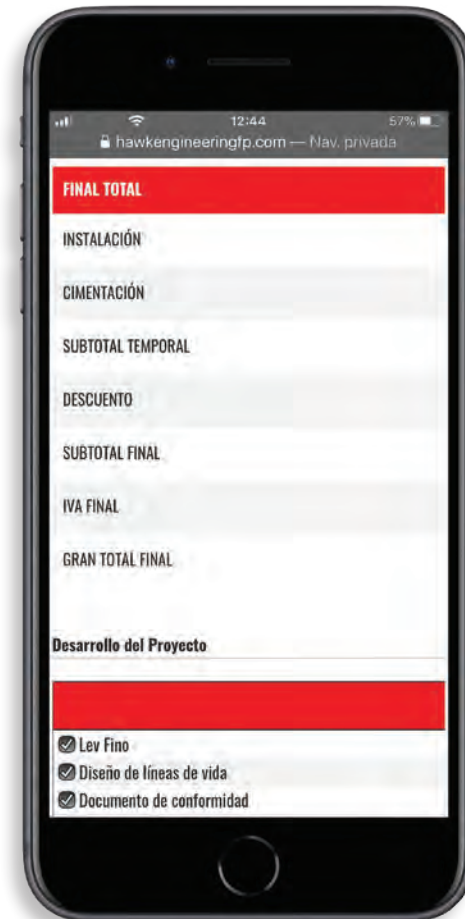 12:44
57%
hawkengineeringfp.com — Nav. privada
FINAL TOTAL
INSTALACIÓN
CIMENTACIÓN
SUBTOTAL TEMPORAL
DESCUENTO
SUBTOTAL FINAL
IVA FINAL
GRAN TOTAL FINAL
Desarrollo del Proyecto
Lev Fino
Diseño de líneas de vida
Documento de conformidad